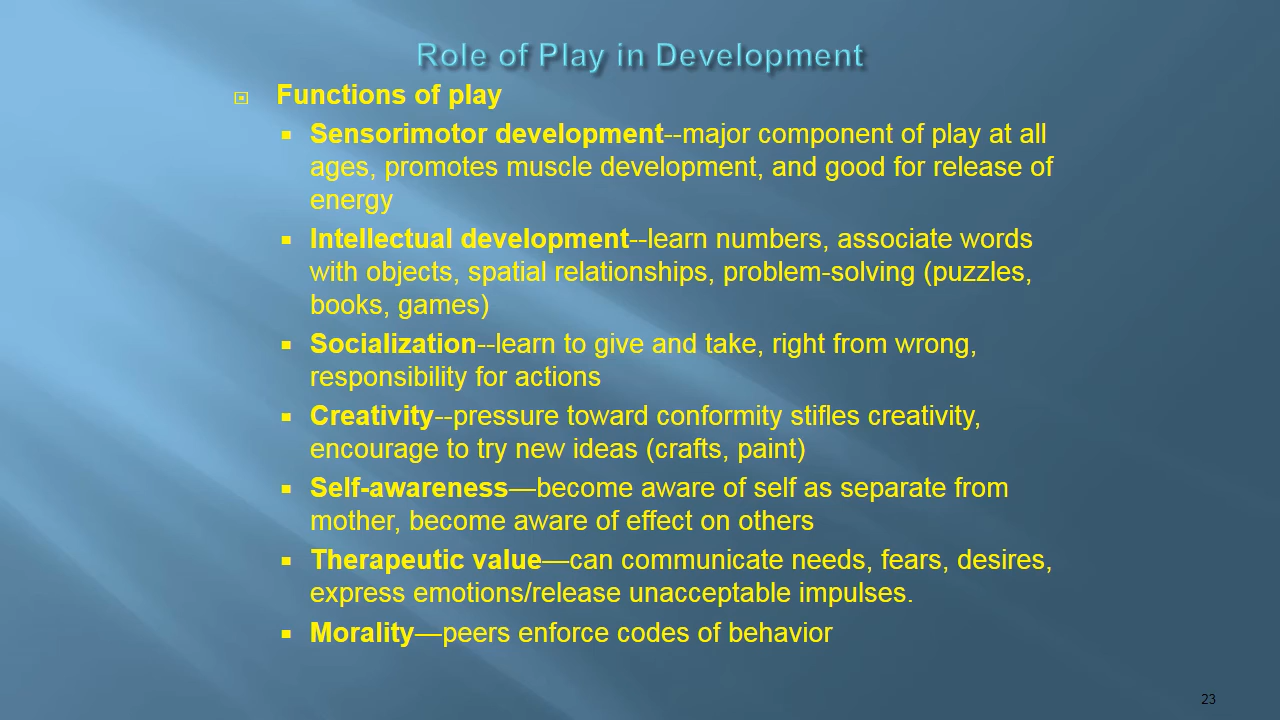 Role of Play in Development
Functions of play
Sensorimotor development--major component of play at all
ages, promotes muscle development, and good for release of
energy
Intellectual development--learn numbers, associate words
with objects, spatial relationships, problem-solving (puzzles,
books, games)
Socialization--learn to give and take, right from wrong,
responsibility for actions
Creativity--pressure toward conformity stifles creativity,
encourage to try new ideas (crafts, paint)
Self-awareness—become aware of self as separate from
mother, become aware of effect on others
Therapeutic value—can communicate needs, fears, desires,
express emotions/release unacceptable impulses.
Morality—peers enforce codes of behavior
23